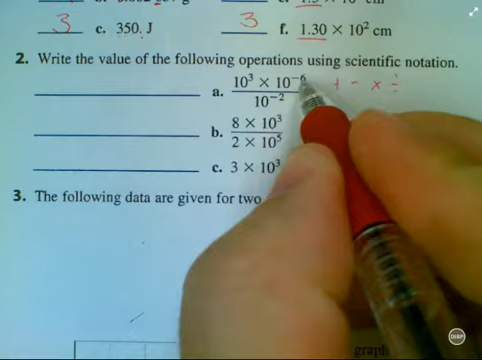 3 c. 350. J 3 f. 1.30 × 10² cm
2. Write the value of the following operations using scientific notation.
a. 10³ × 10⁻⁶ / 10⁻² + − × ÷
b. 8 × 10³ / 2 × 10⁵
c. 3 × 10³
3. The following data are given for two
graph